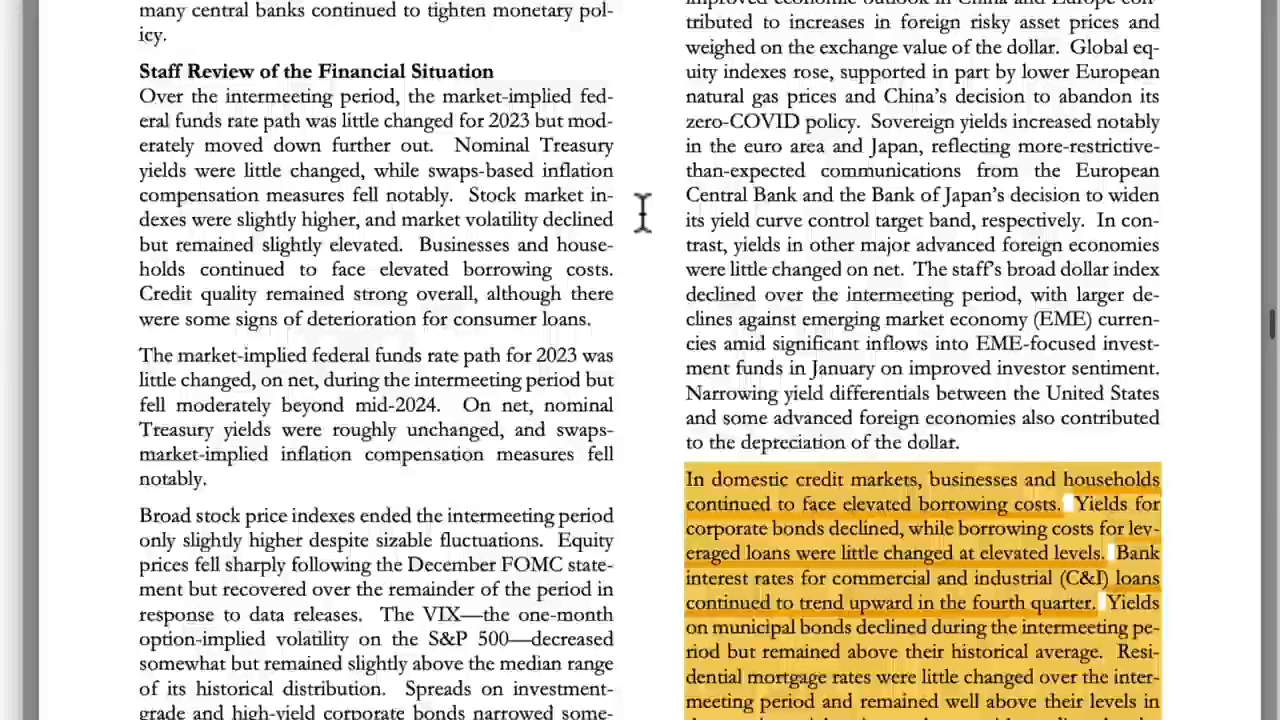 many central banks continued to tighten monetary pol-
icy.
Staff Review of the Financial Situation
Over the intermeeting period, the market-implied fed-
eral funds rate path was little changed for 2023 but mod-
erately moved down further out. Nominal Treasury
yields were little changed, while swaps-based inflation
compensation measures fell notably. Stock market in-
dexes were slightly higher, and market volatility declined
but remained slightly elevated. Businesses and house-
holds continued to face elevated borrowing costs.
Credit quality remained strong overall, although there
were some signs of deterioration for consumer loans.
The market-implied federal funds rate path for 2023 was
little changed, on net, during the intermeeting period but
fell moderately beyond mid-2024. On net, nominal
Treasury yields were roughly unchanged, and swaps-
market-implied inflation compensation measures fell
notably.
Broad stock price indexes ended the intermeeting period
only slightly higher despite sizable fluctuations. Equity
prices fell sharply following the December FOMC state-
ment but recovered over the remainder of the period in
response to data releases. The VIX—the one-month
option-implied volatility on the S&P 500—decreased
somewhat but remained slightly above the median range
of its historical distribution. Spreads on investment-
grade and high-yield corporate bonds narrowed some-
improved economic outlook in China and Europe con-
tributed to increases in foreign risky asset prices and
weighed on the exchange value of the dollar. Global eq-
uity indexes rose, supported in part by lower European
natural gas prices and China's decision to abandon its
zero-COVID policy. Sovereign yields increased notably
in the euro area and Japan, reflecting more-restrictive-
than-expected communications from the European
Central Bank and the Bank of Japan's decision to widen
its yield curve control target band, respectively. In con-
trast, yields in other major advanced foreign economies
were little changed on net. The staff's broad dollar index
declined over the intermeeting period, with larger de-
clines against emerging market economy (EME) curren-
cies amid significant inflows into EME-focused invest-
ment funds in January on improved investor sentiment.
Narrowing yield differentials between the United States
and some advanced foreign economies also contributed
to the depreciation of the dollar.
In domestic credit markets, businesses and households
continued to face elevated borrowing costs. Yields for
corporate bonds declined, while borrowing costs for lev-
eraged loans were little changed at elevated levels. Bank
interest rates for commercial and industrial (C&I) loans
continued to trend upward in the fourth quarter. Yields
on municipal bonds declined during the intermeeting pe-
riod but remained above their historical average. Resi-
dential mortgage rates were little changed over the inter-
meeting period and remained well above their levels in